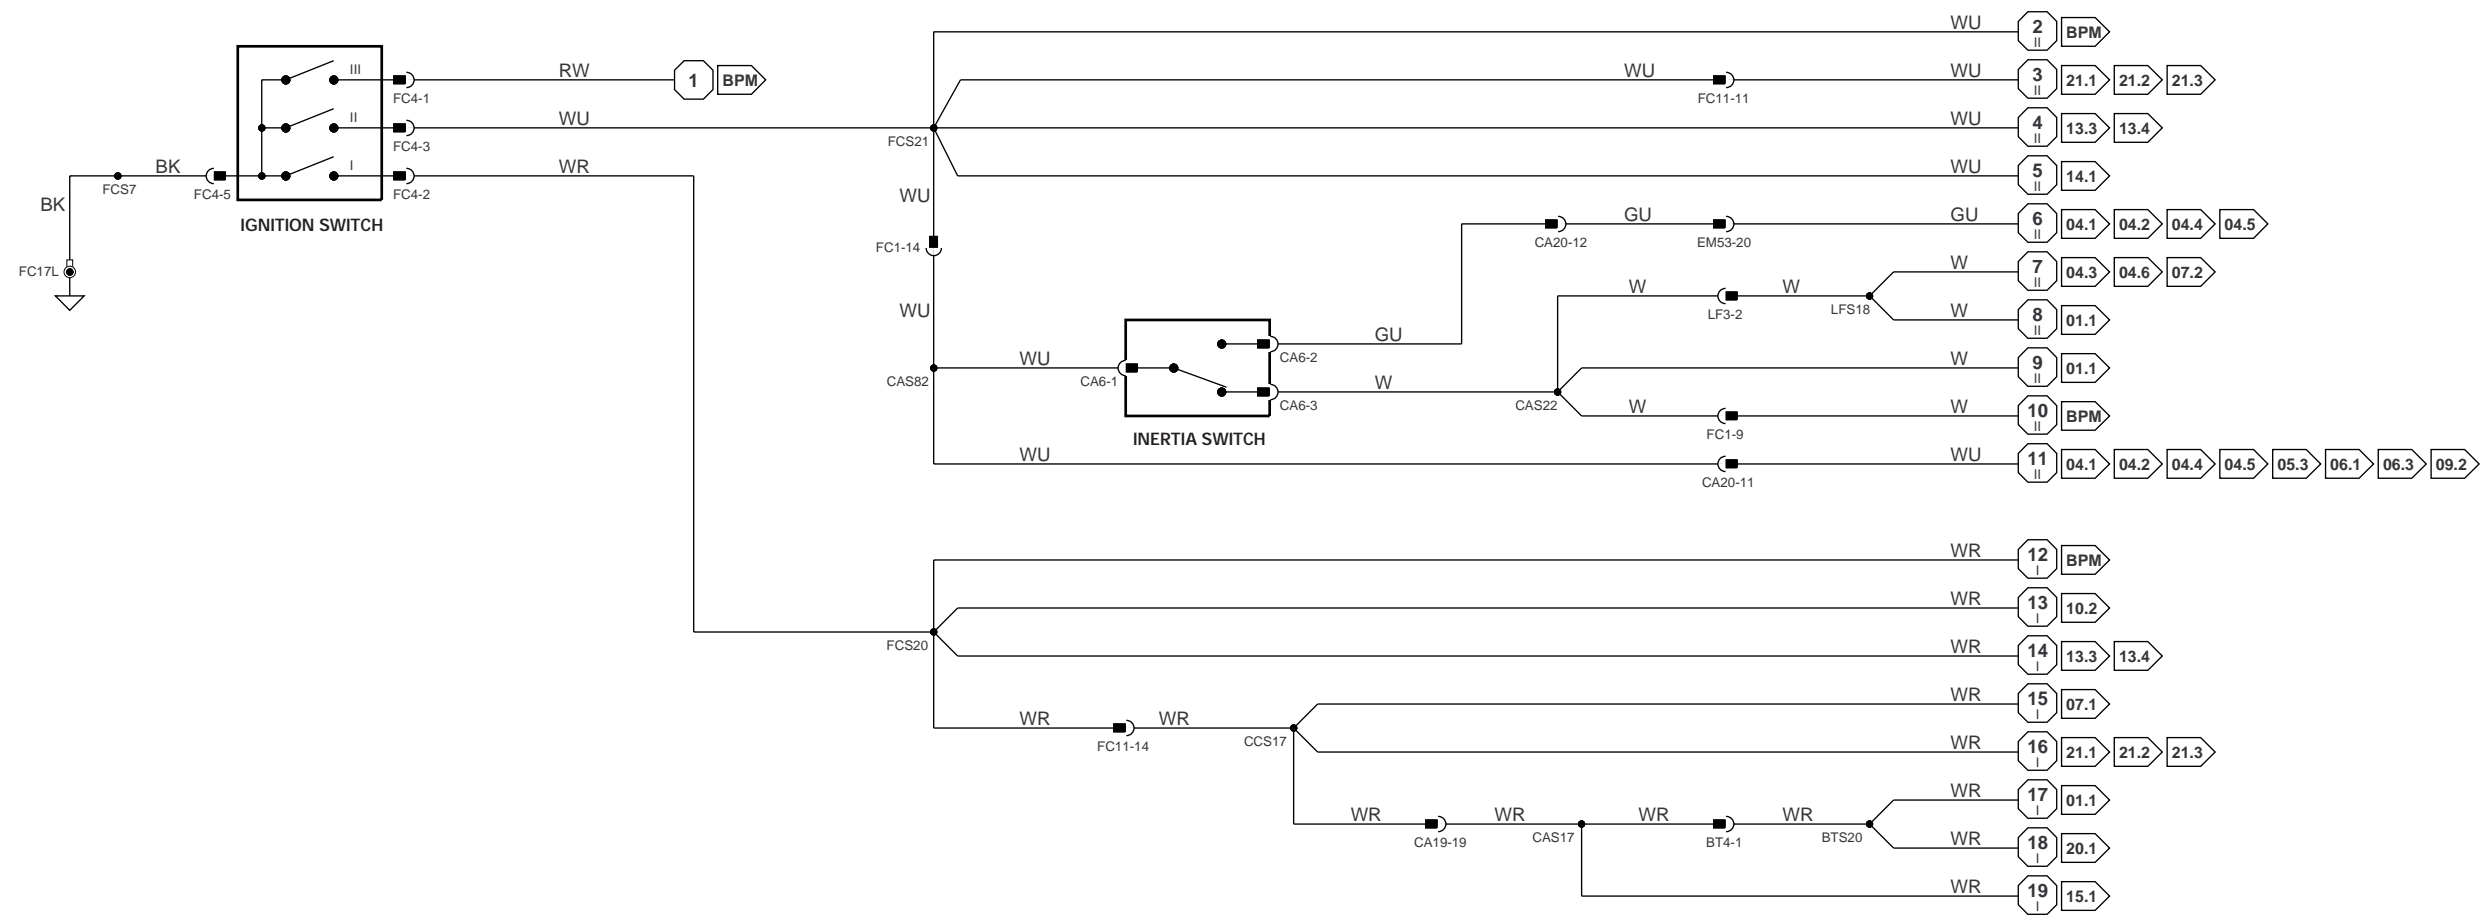 WU 2 II BPM
III RW 1 BPM WU WU 3 II 21.1 21.2 21.3
FC4-1 FC11-11
II WU WU 4 II 13.3 13.4
FC4-3 FCS21
BK I WR WU 5 II 14.1
FCS7 FC4-5 FC4-2
BK WU
IGNITION SWITCH
GU GU 6 II 04.1 04.2 04.4 04.5
FC1-14 CA20-12 EM53-20
FC17L W 7 II 04.3 04.6 07.2
W W
WU LF3-2 LFS18
W 8 II 01.1
GU
WU CA6-2 W 9 II 01.1
CAS82 CA6-1
W
CA6-3 CAS22
W W 10 II BPM
INERTIA SWITCH FC1-9
WU WU 11 II 04.1 04.2 04.4 04.5 05.3 06.1 06.3 09.2
CA20-11
WR 12 I BPM
WR 13 I 10.2
FCS20
WR 14 I 13.3 13.4
WR 15 I 07.1
WR WR
FC11-14 CCS17
WR 16 I 21.1 21.2 21.3
WR 17 I 01.1
WR WR WR WR
CA19-19 CAS17 BT4-1 BTS20
WR 18 I 20.1
WR 19 I 15.1